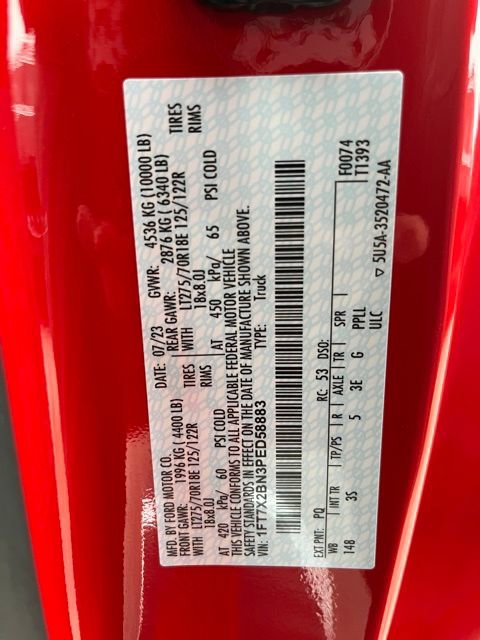 MFD. BY FORD MOTOR CO.
DATE: 07/23 GVWR: 4536 KG (10000 LB)
FRONT GAWR: 1996 KG ( 4400 LB) REAR GAWR: 2876 KG ( 6340 LB)
WITH LT275/70R18E 125/122R TIRES WITH LT275/70R18E 125/122R TIRES
18x8.0J RIMS 18x8.0J RIMS
AT 420 kPa/ 60 PSI COLD AT 450 kPa/ 65 PSI COLD
THIS VEHICLE CONFORMS TO ALL APPLICABLE FEDERAL MOTOR VEHICLE
SAFETY STANDARDS IN EFFECT ON THE DATE OF MANUFACTURE SHOWN ABOVE.
VIN: 1FT7X2BN3PED58883 TYPE: Truck
F0074
T1393
EXT PNT: PQ RC: 53 DSO:
WB INT TR TP/PS R AXLE TR SPR
148 3S 5 3E G PPLL
ULC
▽ 5U5A-3520472-AA